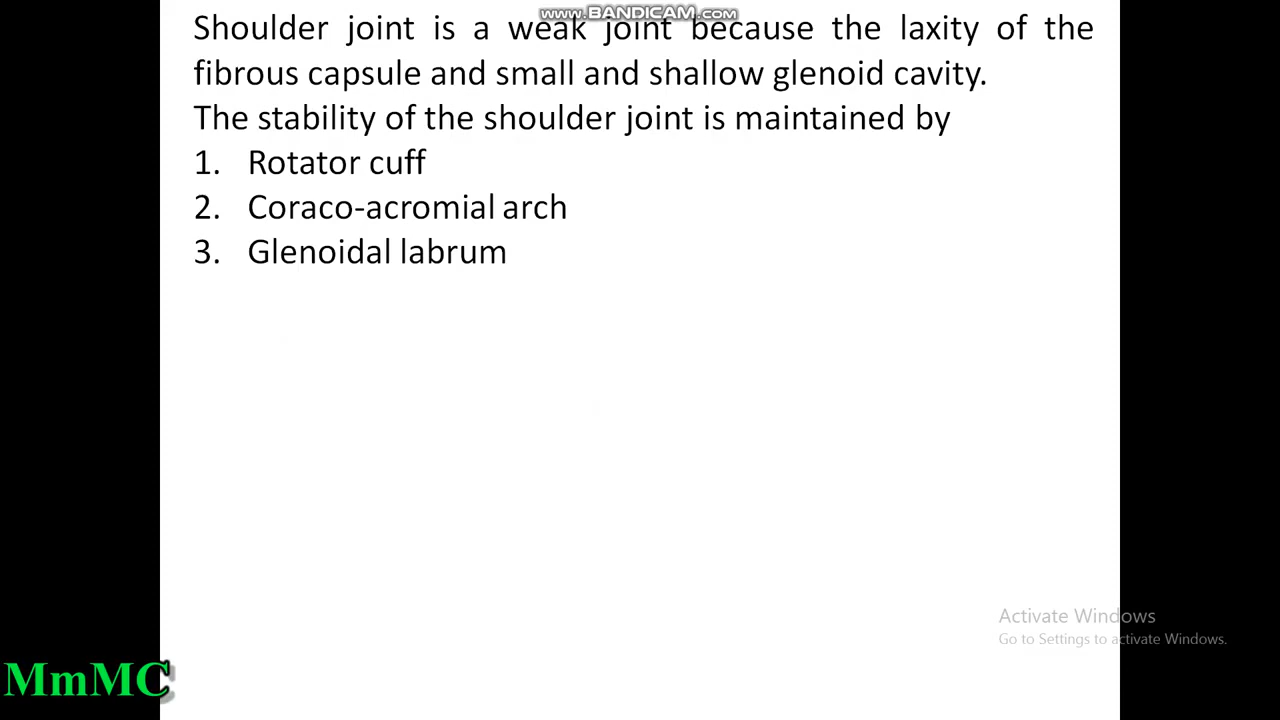 www.BANDICAM.com
Shoulder joint is a weak joint because the laxity of the
fibrous capsule and small and shallow glenoid cavity.
The stability of the shoulder joint is maintained by
1. Rotator cuff
2. Coraco-acromial arch
3. Glenoidal labrum
Activate Windows
Go to Settings to activate Windows.
MmMC